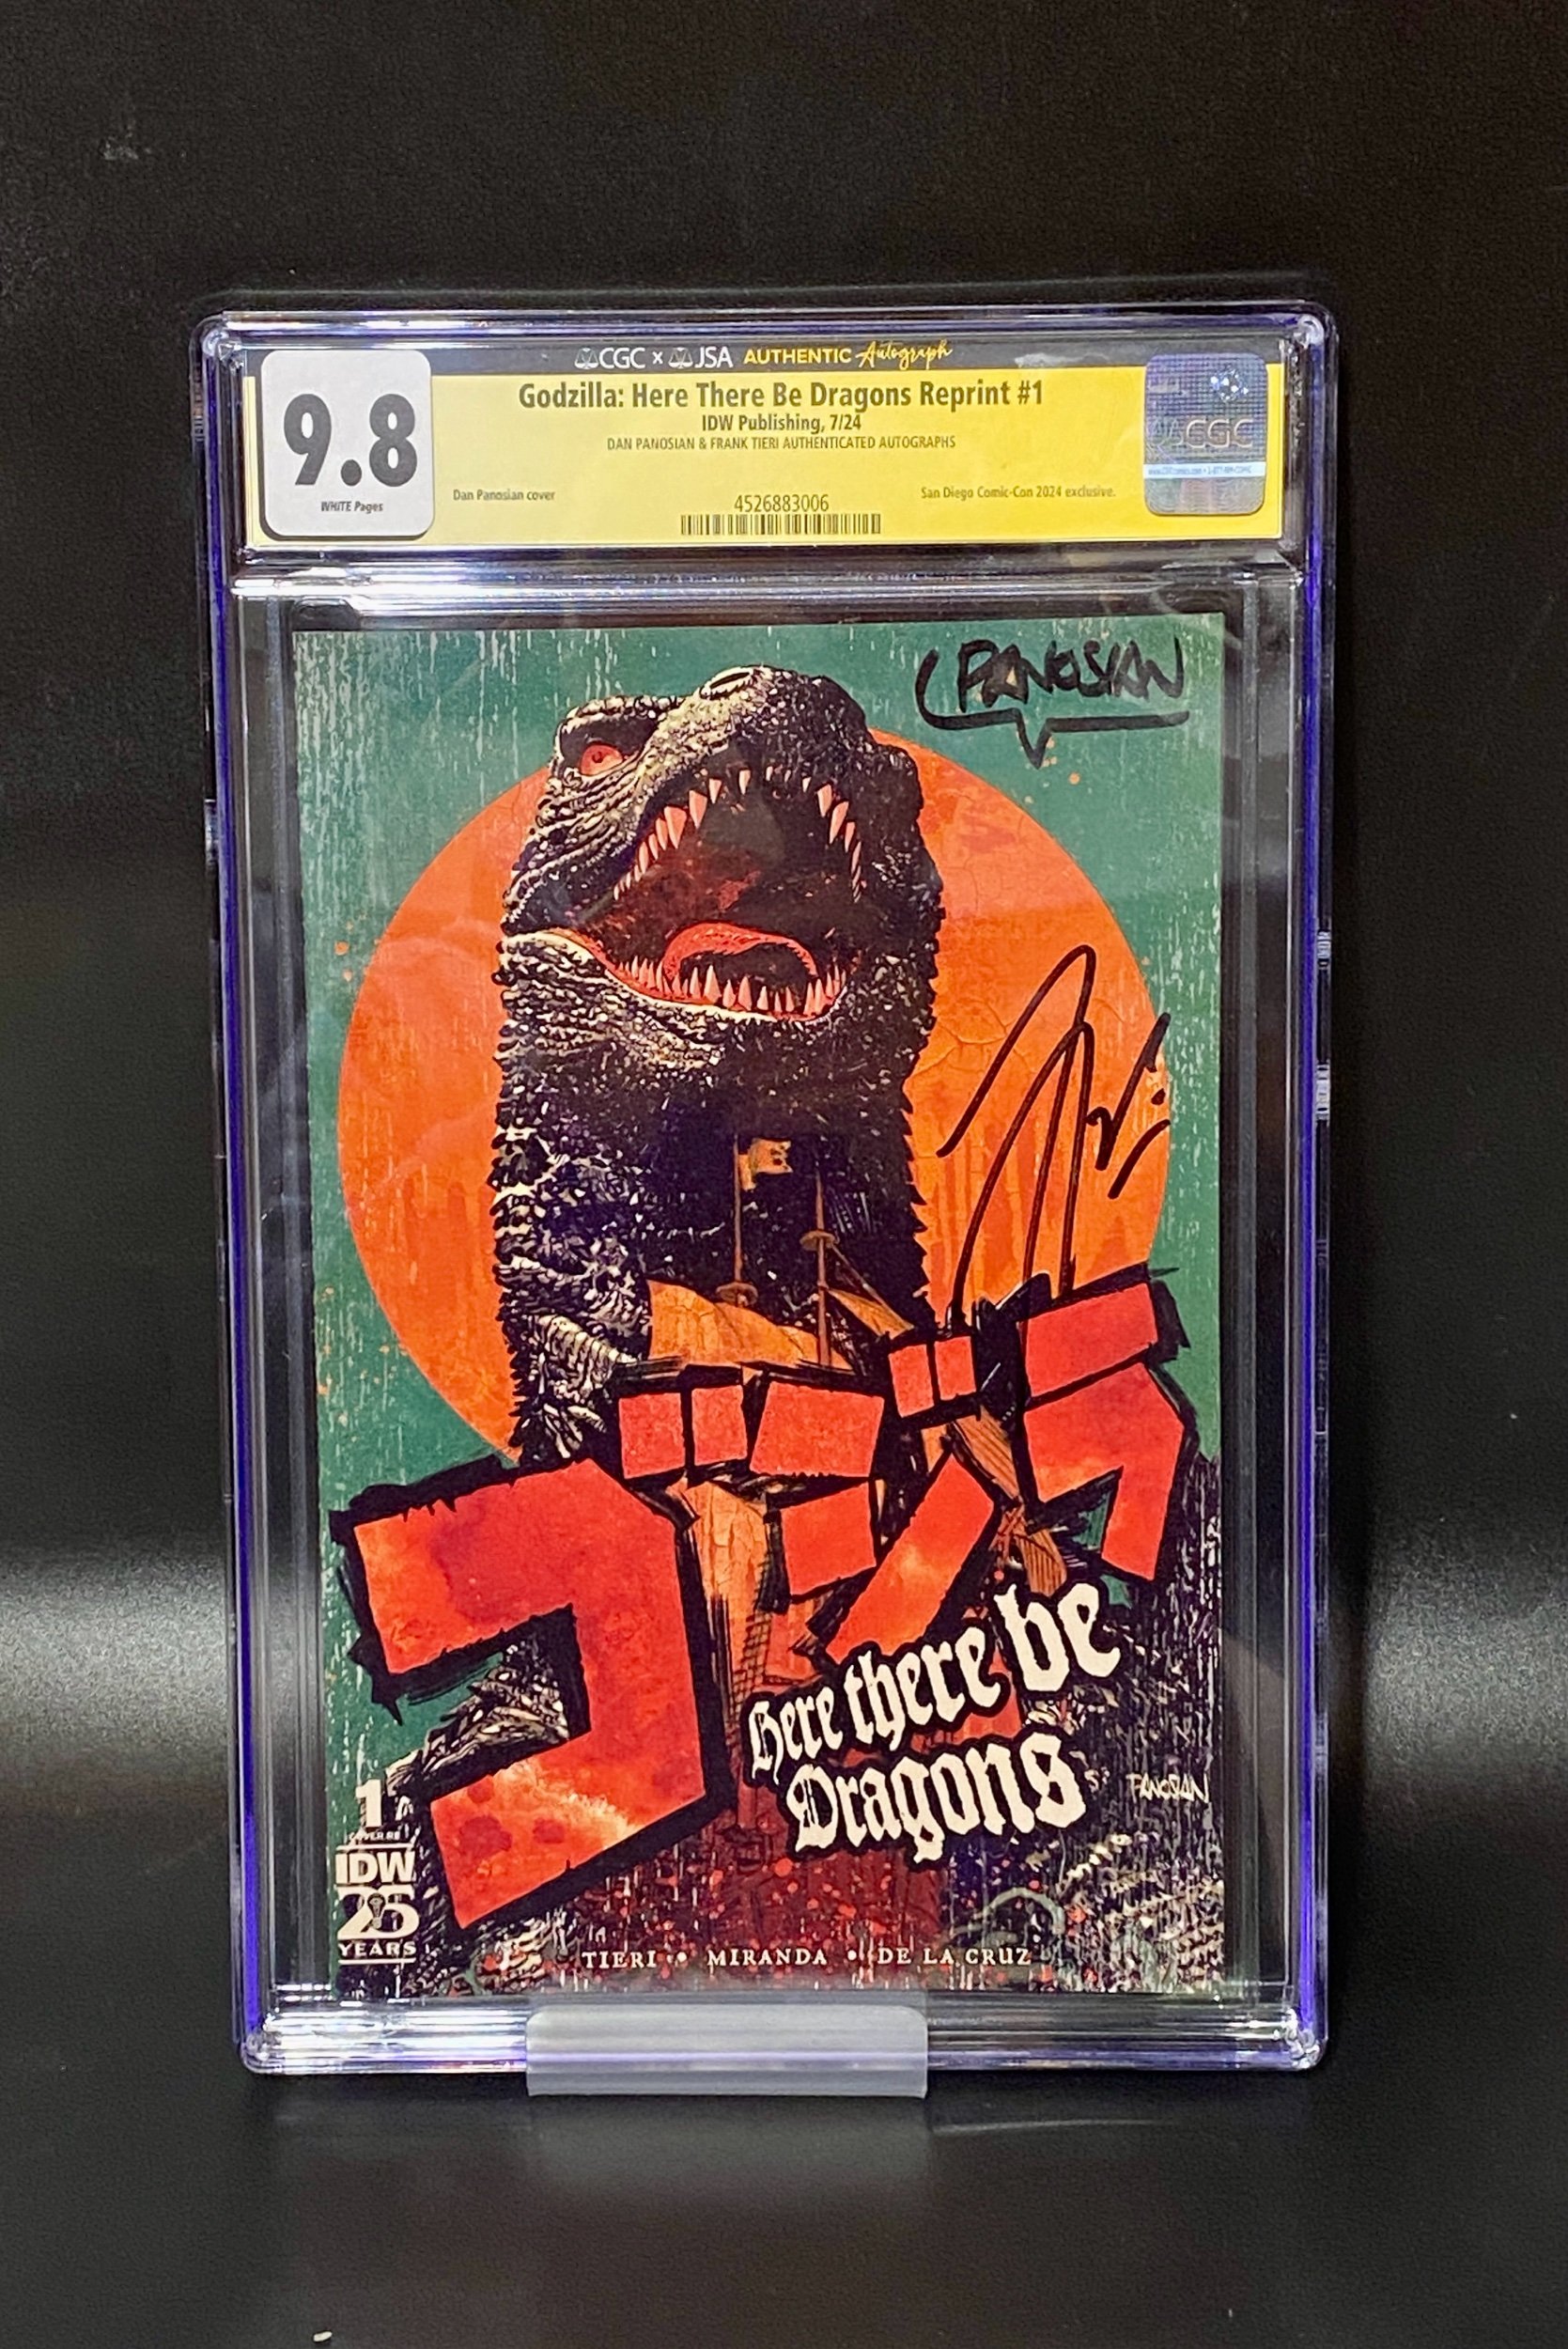 CGC x JSA AUTHENTIC Autograph
Godzilla: Here There Be Dragons Reprint #1
IDW Publishing, 7/24
DAN PANOSIAN & FRANK TIERI AUTHENTICATED AUTOGRAPHS
9.8
WHITE Pages
Dan Panosian cover
4526883006
San Diego Comic-Con 2024 exclusive.
CGC
PANOSIAN
ゴジラ
Here there be
Dragons
PANOSIAN
1
IDW
25
YEARS
TIERI • MIRANDA • DE LA CRUZ